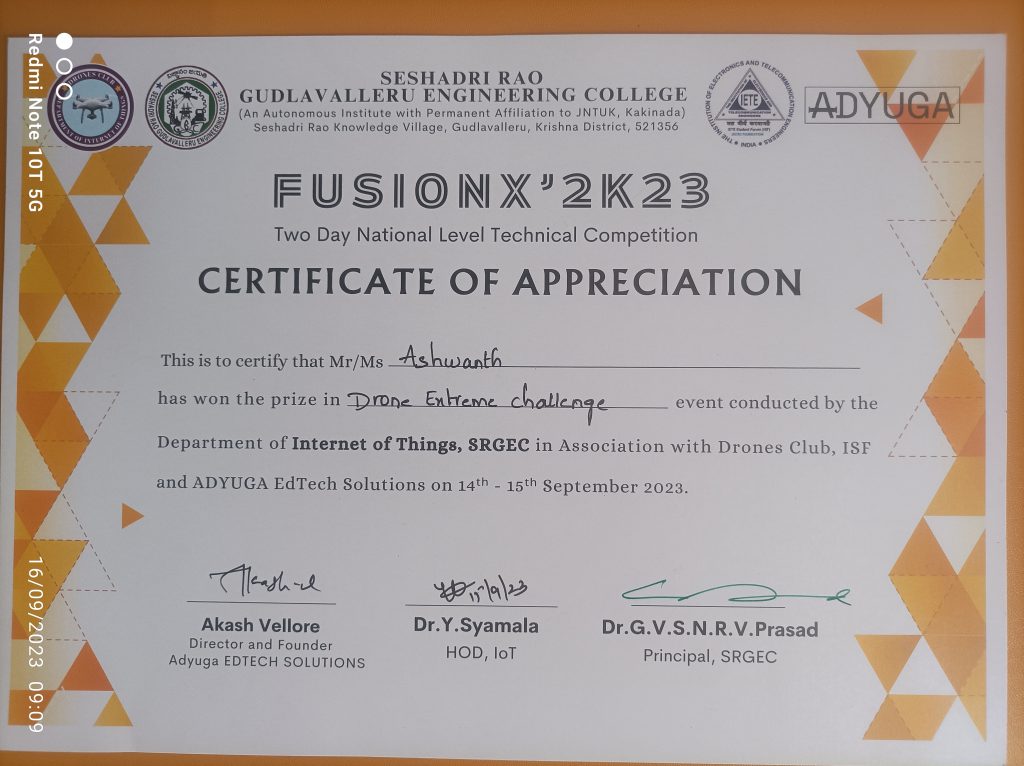 SESHADRI RAO
GUDLAVALLERU ENGINEERING COLLEGE
(An Autonomous Institute with Permanent Affiliation to JNTUK, Kakinada)
Seshadri Rao Knowledge Village, Gudlavalleru, Krishna District, 521356
IETE
ADYUGA
FUSIONX’2K23
Two Day National Level Technical Competition
CERTIFICATE OF APPRECIATION
This is to certify that Mr/Ms Ashwanth
has won the prize in Drone Extreme challenge event conducted by the
Department of Internet of Things, SRGEC in Association with Drones Club, ISF
and ADYUGA EdTech Solutions on 14th - 15th September 2023.
15/9/23
Akash Vellore
Director and Founder
Adyuga EDTECH SOLUTIONS
Dr.Y.Syamala
HOD, IoT
Dr.G.V.S.N.R.V.Prasad
Principal, SRGEC
Redmi Note 10T 5G
16/09/2023 09:09